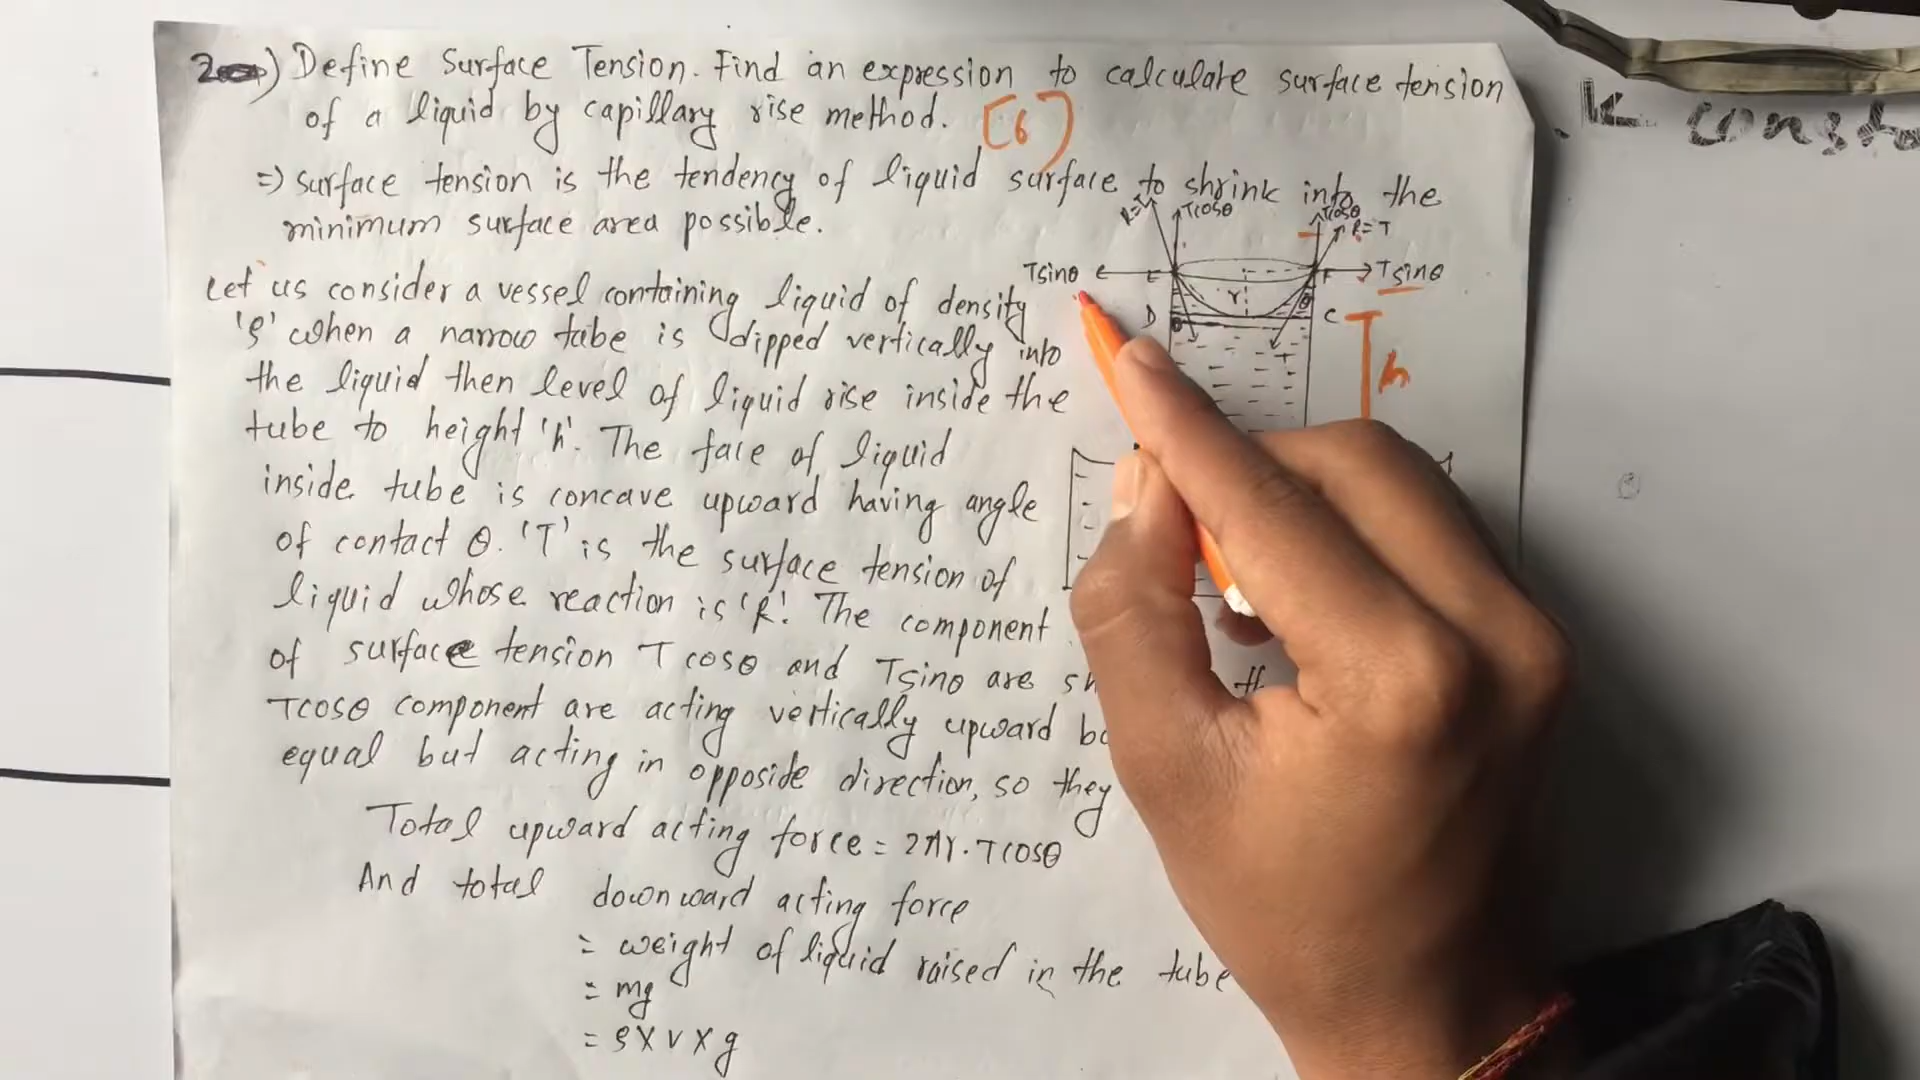 2) Define Surface Tension. Find an expression to calculate surface tension
of a liquid by capillary rise method. [6]
=> surface tension is the tendency of liquid surface to shrink into the
minimum surface area possible.
R=T Tcosθ Tcosθ
R=T
Tsinθ E F Tsinθ
r
θ
D C
θ
T
h
Let us consider a vessel containing liquid of density
'ρ' when a narrow tube is dipped vertically into
the liquid then level of liquid rise inside the
tube to height 'h'. The face of liquid
inside tube is concave upward having angle
of contact θ. 'T' is the surface tension of
liquid whose reaction is 'R'. The component
of surface tension Tcosθ and Tsinθ are
Tcosθ component are acting vertically upward
equal but acting in opposide direction, so they
Total upward acting force = 2πr.Tcosθ
And total downward acting force
= weight of liquid raised in the tube
= mg
= ρ x v x g
k